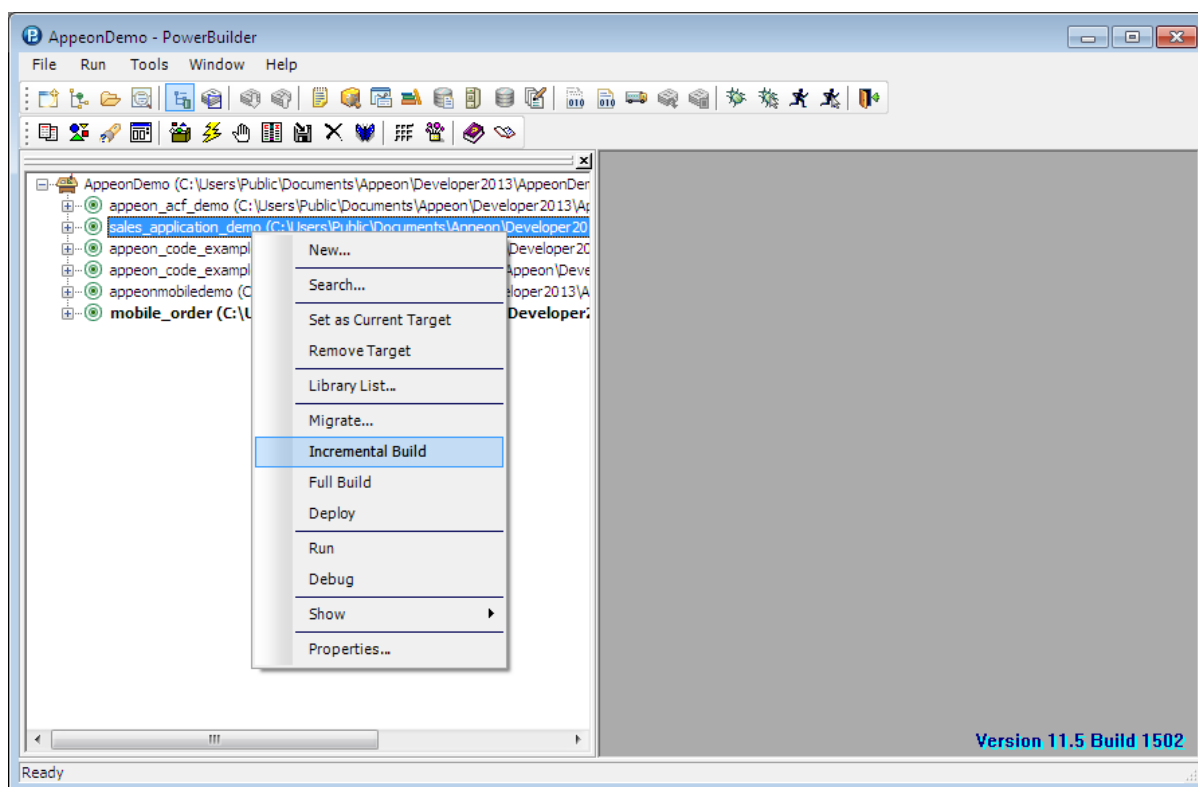 AppeonDemo - PowerBuilder
File Run Tools Window Help
AppeonDemo (C:\Users\Public\Documents\Appeon\Developer2013\AppeonDer
appeon_acf_demo (C:\Users\Public\Documents\Appeon\Developer2013\A
sales_application_demo (C:\Users\Public\Documents\Appeon\Developer20
appeon_code_exampl Developer20
appeon_code_exampl Appeon\Deve
appeonmobiledemo (C eloper2013\A
mobile_order (C:\U Developer2
New...
Search...
Set as Current Target
Remove Target
Library List...
Migrate...
Incremental Build
Full Build
Deploy
Run
Debug
Show
Properties...
Version 11.5 Build 1502
Ready